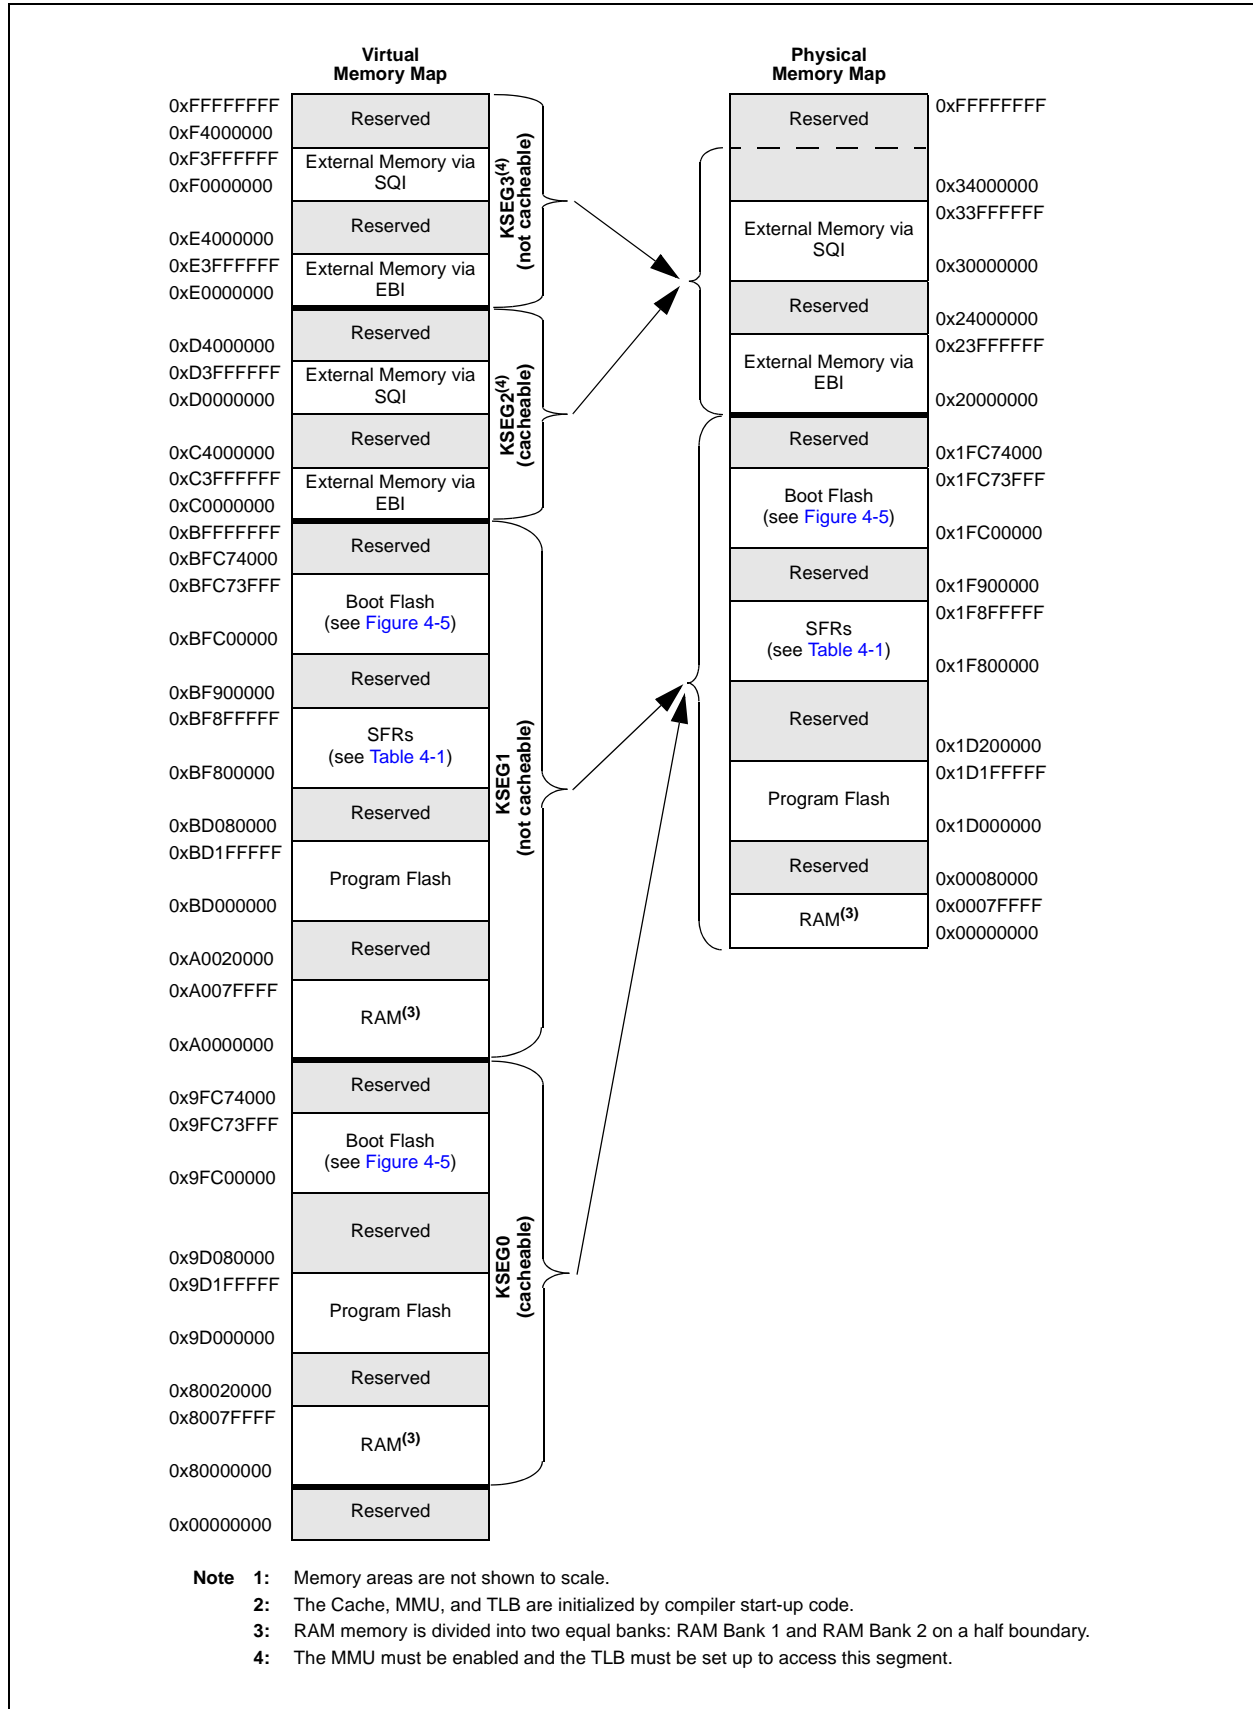 Virtual
Memory Map
0xFFFFFFFF
Reserved
0xF4000000
0xF3FFFFFF
External Memory via
SQI
0xF0000000
Reserved
0xE4000000
0xE3FFFFFF
External Memory via
EBI
0xE0000000
KSEG3(4)
(not cacheable)
Reserved
0xD4000000
0xD3FFFFFF
External Memory via
SQI
0xD0000000
Reserved
0xC4000000
0xC3FFFFFF
External Memory via
EBI
0xC0000000
KSEG2(4)
(cacheable)
0xBFFFFFFF
Reserved
0xBFC74000
0xBFC73FFF
Boot Flash
(see Figure 4-5)
0xBFC00000
Reserved
0xBF900000
0xBF8FFFFF
SFRs
(see Table 4-1)
0xBF800000
Reserved
0xBD080000
0xBD1FFFFF
Program Flash
0xBD000000
Reserved
0xA0020000
0xA007FFFF
RAM(3)
0xA0000000
KSEG1
(not cacheable)
Reserved
0x9FC74000
0x9FC73FFF
Boot Flash
(see Figure 4-5)
0x9FC00000
Reserved
0x9D080000
0x9D1FFFFF
Program Flash
0x9D000000
Reserved
0x80020000
0x8007FFFF
RAM(3)
0x80000000
KSEG0
(cacheable)
Reserved
0x00000000
Physical
Memory Map
0xFFFFFFFF
Reserved
0x34000000
0x33FFFFFF
External Memory via
SQI
0x30000000
Reserved
0x24000000
0x23FFFFFF
External Memory via
EBI
0x20000000
Reserved
0x1FC74000
0x1FC73FFF
Boot Flash
(see Figure 4-5)
0x1FC00000
Reserved
0x1F900000
0x1F8FFFFF
SFRs
(see Table 4-1)
0x1F800000
Reserved
0x1D200000
0x1D1FFFFF
Program Flash
0x1D000000
Reserved
0x00080000
0x0007FFFF
RAM(3)
0x00000000
Note 1: Memory areas are not shown to scale.
2: The Cache, MMU, and TLB are initialized by compiler start-up code.
3: RAM memory is divided into two equal banks: RAM Bank 1 and RAM Bank 2 on a half boundary.
4: The MMU must be enabled and the TLB must be set up to access this segment.